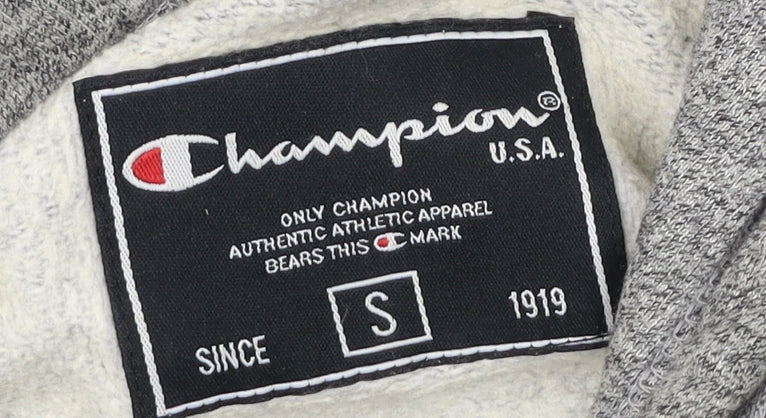 Champion®
U.S.A.
ONLY CHAMPION
AUTHENTIC ATHLETIC APPAREL
BEARS THIS C MARK
S
SINCE 1919